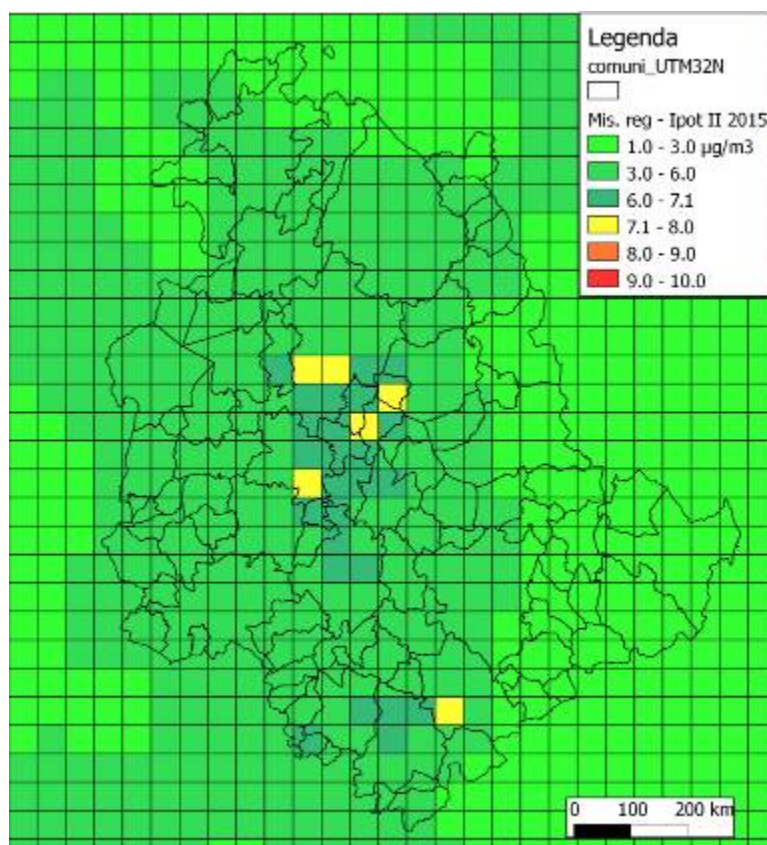 Legenda
comuni_UTM32N
Mis. reg - Ipot II 2015
1.0 - 3.0 µg/m3
3.0 - 6.0
6.0 - 7.1
7.1 - 8.0
8.0 - 9.0
9.0 - 10.0
0 100 200 km